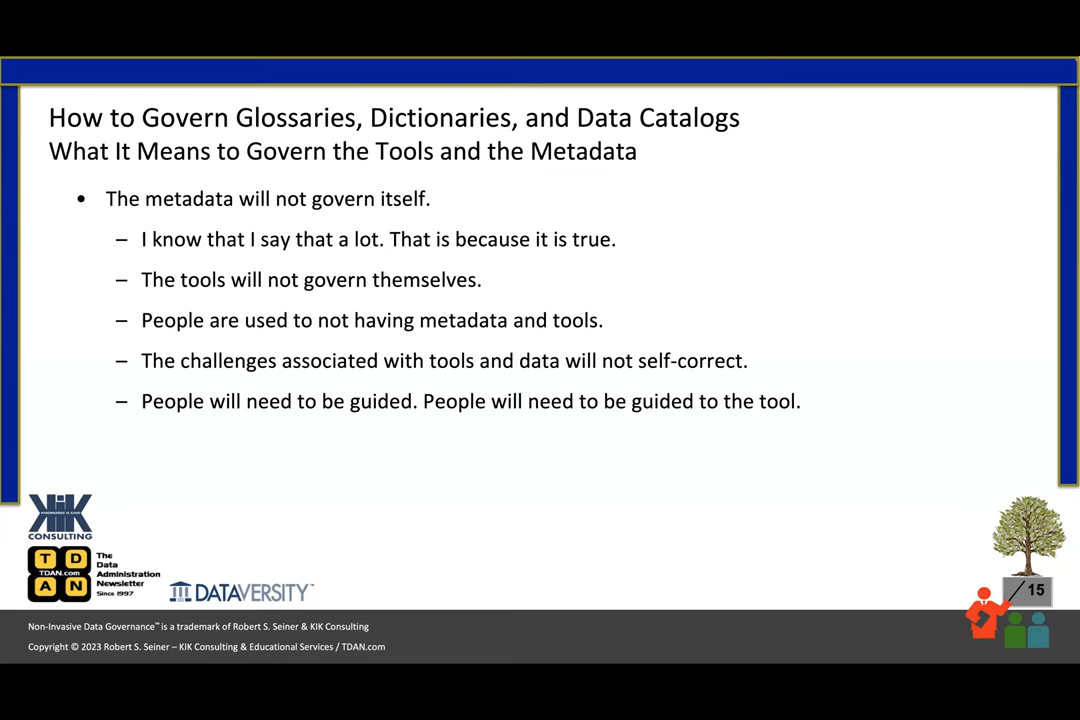 How to Govern Glossaries, Dictionaries, and Data Catalogs
What It Means to Govern the Tools and the Metadata
• The metadata will not govern itself.
– I know that I say that a lot. That is because it is true.
– The tools will not govern themselves.
– People are used to not having metadata and tools.
– The challenges associated with tools and data will not self-correct.
– People will need to be guided. People will need to be guided to the tool.
KIK
KNOWLEDGE IS KING
CONSULTING
T D
TDAN.com
A N
The
Data
Administration
Newsletter
Since 1997
DATAVERSITY™
15
Non-Invasive Data Governance™ is a trademark of Robert S. Seiner & KIK Consulting
Copyright © 2023 Robert S. Seiner – KIK Consulting & Educational Services / TDAN.com